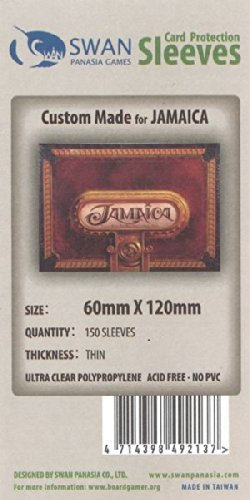 SWAN
PANASIA GAMES
Card Protection
Sleeves
Custom Made for JAMAICA
JAMAICA
SIZE: 60mm X 120mm
QUANTITY: 150 SLEEVES
THICKNESS: THIN
ULTRA CLEAR POLYPROPYLENE ACID FREE - NO PVC
4 714398 492137
DESIGNED BY SWAN PANASIA CO., LTD. www.swanpanasia.com
For more information: www.boardgamer.org MADE IN TAIWAN